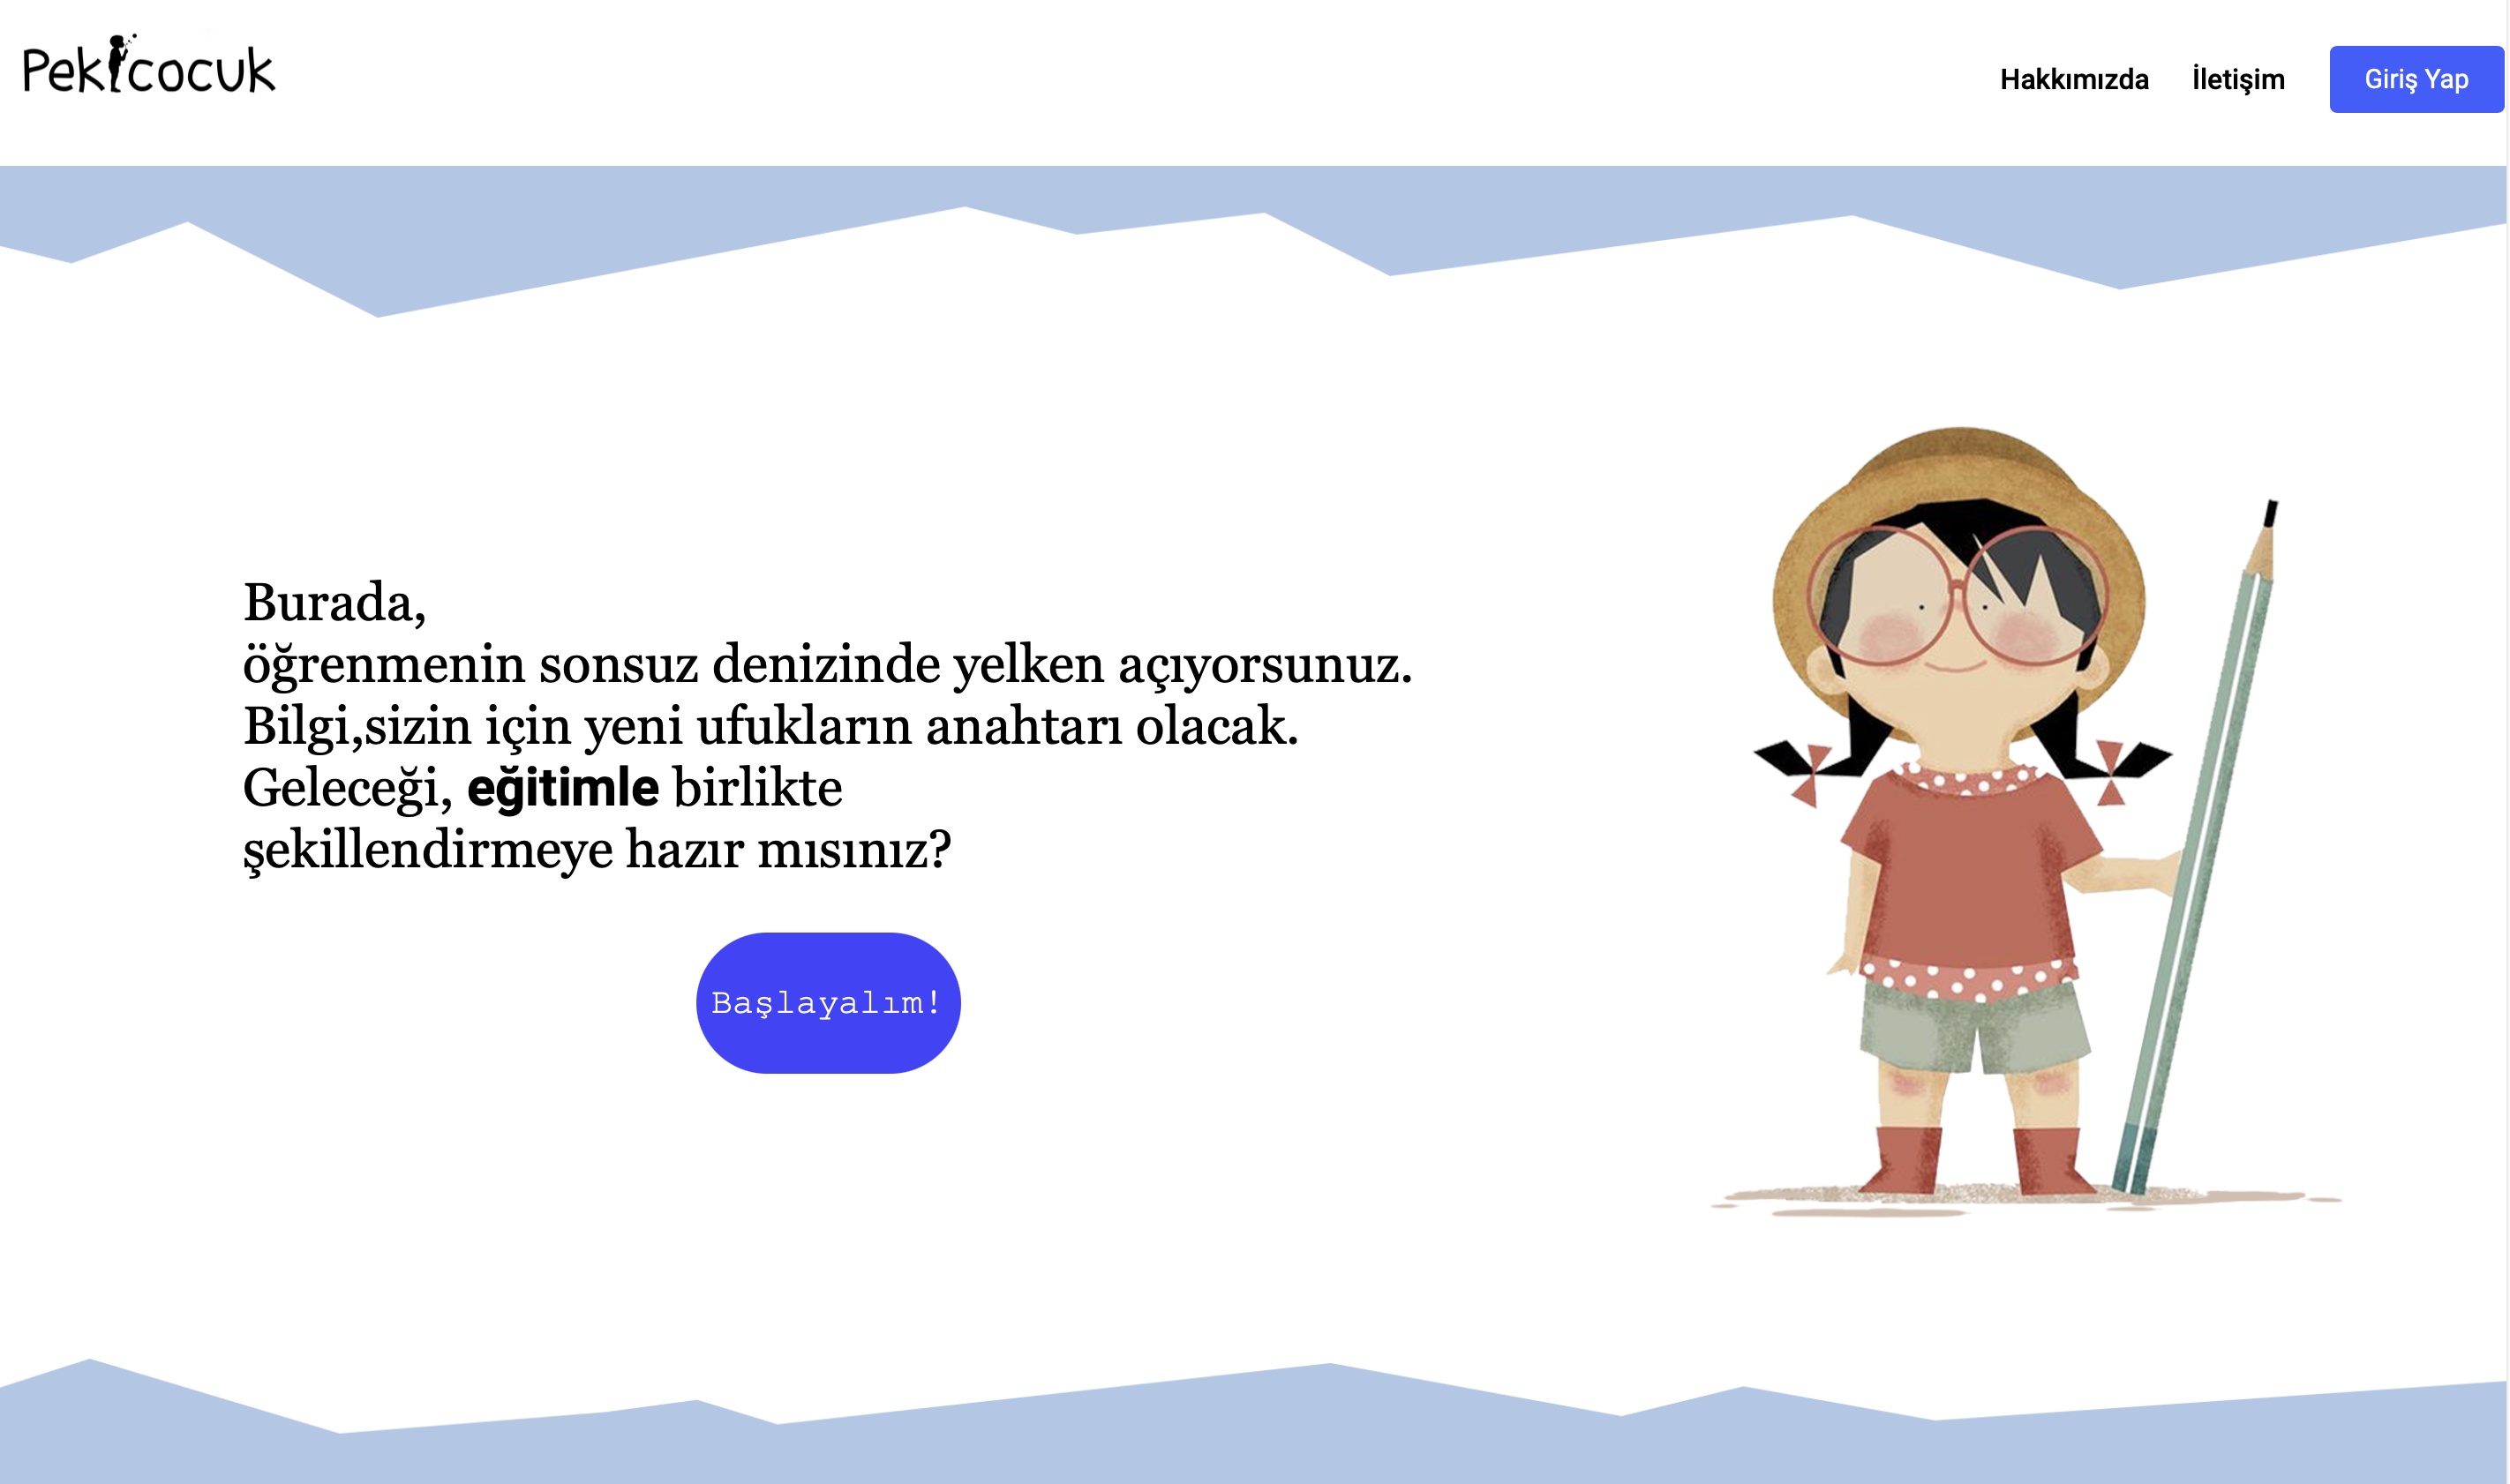 Pekicocuk
Hakkımızda
İletişim
Giriş Yap
Burada,
öğrenmenin sonsuz denizinde yelken açıyorsunuz.
Bilgi,sizin için yeni ufukların anahtarı olacak.
Geleceği, eğitimle birlikte
şekillendirmeye hazır mısınız?
Başlayalım!